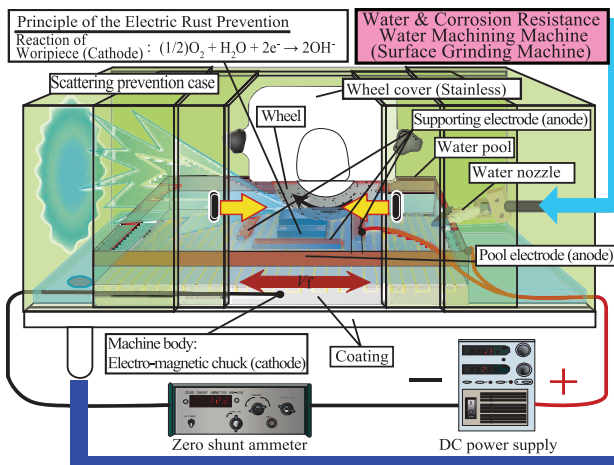 Principle of the Electric Rust Prevention
Reaction of
Woripiece (Cathode) : (1/2)O₂ + H₂O + 2e⁻ → 2OH⁻
Water & Corrosion Resistance
Water Machining Machine
(Surface Grinding Machine)
Scattering prevention case
Wheel cover (Stainless)
Wheel
Supporting electrode (anode)
Water pool
Water nozzle
Pool electrode (anode)
Vf
Machine body:
Electro-magnetic chuck (cathode)
Coating
−
+
Zero shunt ammeter
DC power supply